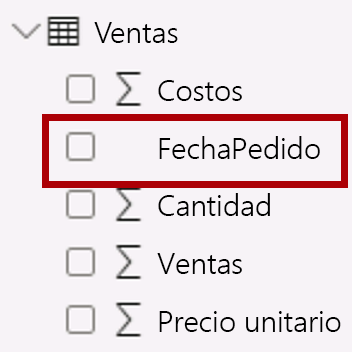 Ventas
Σ Costos
FechaPedido
Σ Cantidad
Σ Ventas
Σ Precio unitario